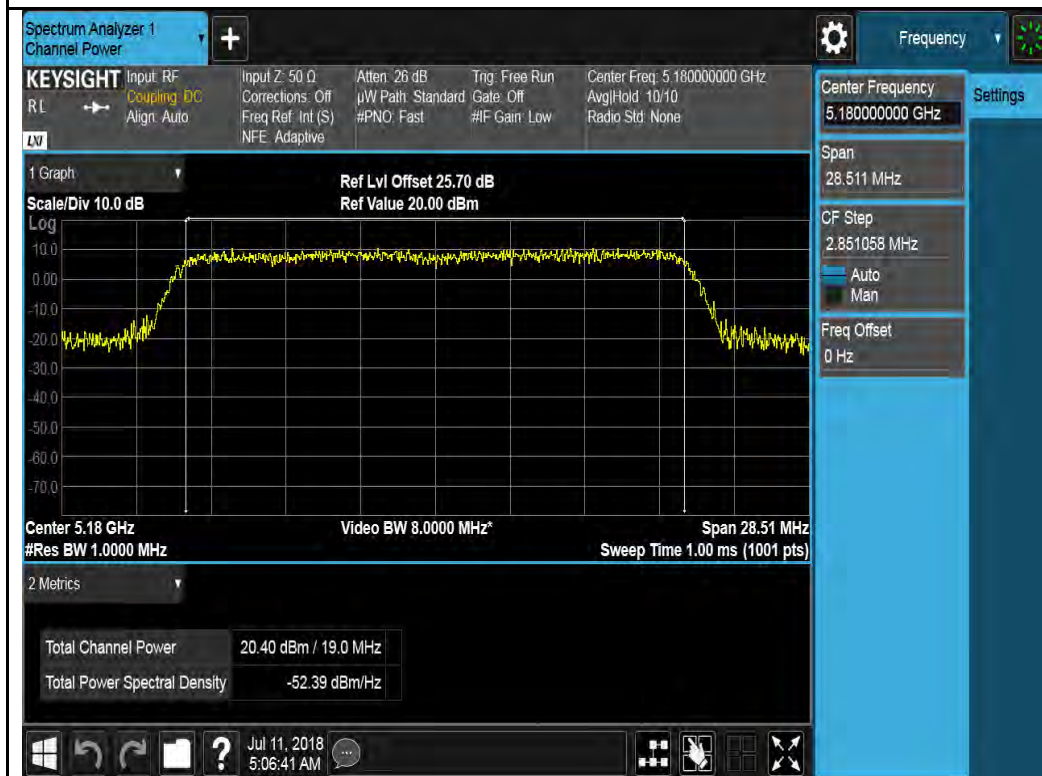 Spectrum Analyzer 1
Channel Power
+
Frequency
KEYSIGHT
RL
LXI
Input: RF
Coupling: DC
Align: Auto
Input Z: 50 Ω
Corrections: Off
Freq Ref: Int (S)
NFE: Adaptive
Atten: 26 dB
µW Path: Standard
#PNO: Fast
Trig: Free Run
Gate: Off
#IF Gain: Low
Center Freq: 5.180000000 GHz
Avg|Hold: 10/10
Radio Std: None
Center Frequency
5.180000000 GHz
Settings
Span
28.511 MHz
CF Step
2.851058 MHz
Auto
Man
Freq Offset
0 Hz
1 Graph
Scale/Div 10.0 dB
Ref Lvl Offset 25.70 dB
Ref Value 20.00 dBm
Log
10.0
0.00
-10.0
-20.0
-30.0
-40.0
-50.0
-60.0
-70.0
Center 5.18 GHz
#Res BW 1.0000 MHz
Video BW 8.0000 MHz*
Span 28.51 MHz
Sweep Time 1.00 ms (1001 pts)
2 Metrics
Total Channel Power 20.40 dBm / 19.0 MHz
Total Power Spectral Density -52.39 dBm/Hz
?
Jul 11, 2018
5:06:41 AM